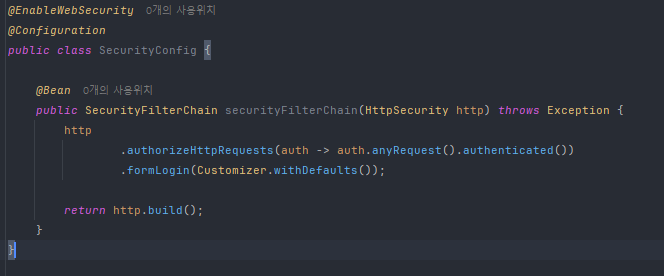 @EnableWebSecurity 0개의 사용위치
@Configuration
public class SecurityConfig {
@Bean 0개의 사용위치
public SecurityFilterChain securityFilterChain(HttpSecurity http) throws Exception {
http
.authorizeHttpRequests(auth -> auth.anyRequest().authenticated())
.formLogin(Customizer.withDefaults());
return http.build();
}
}